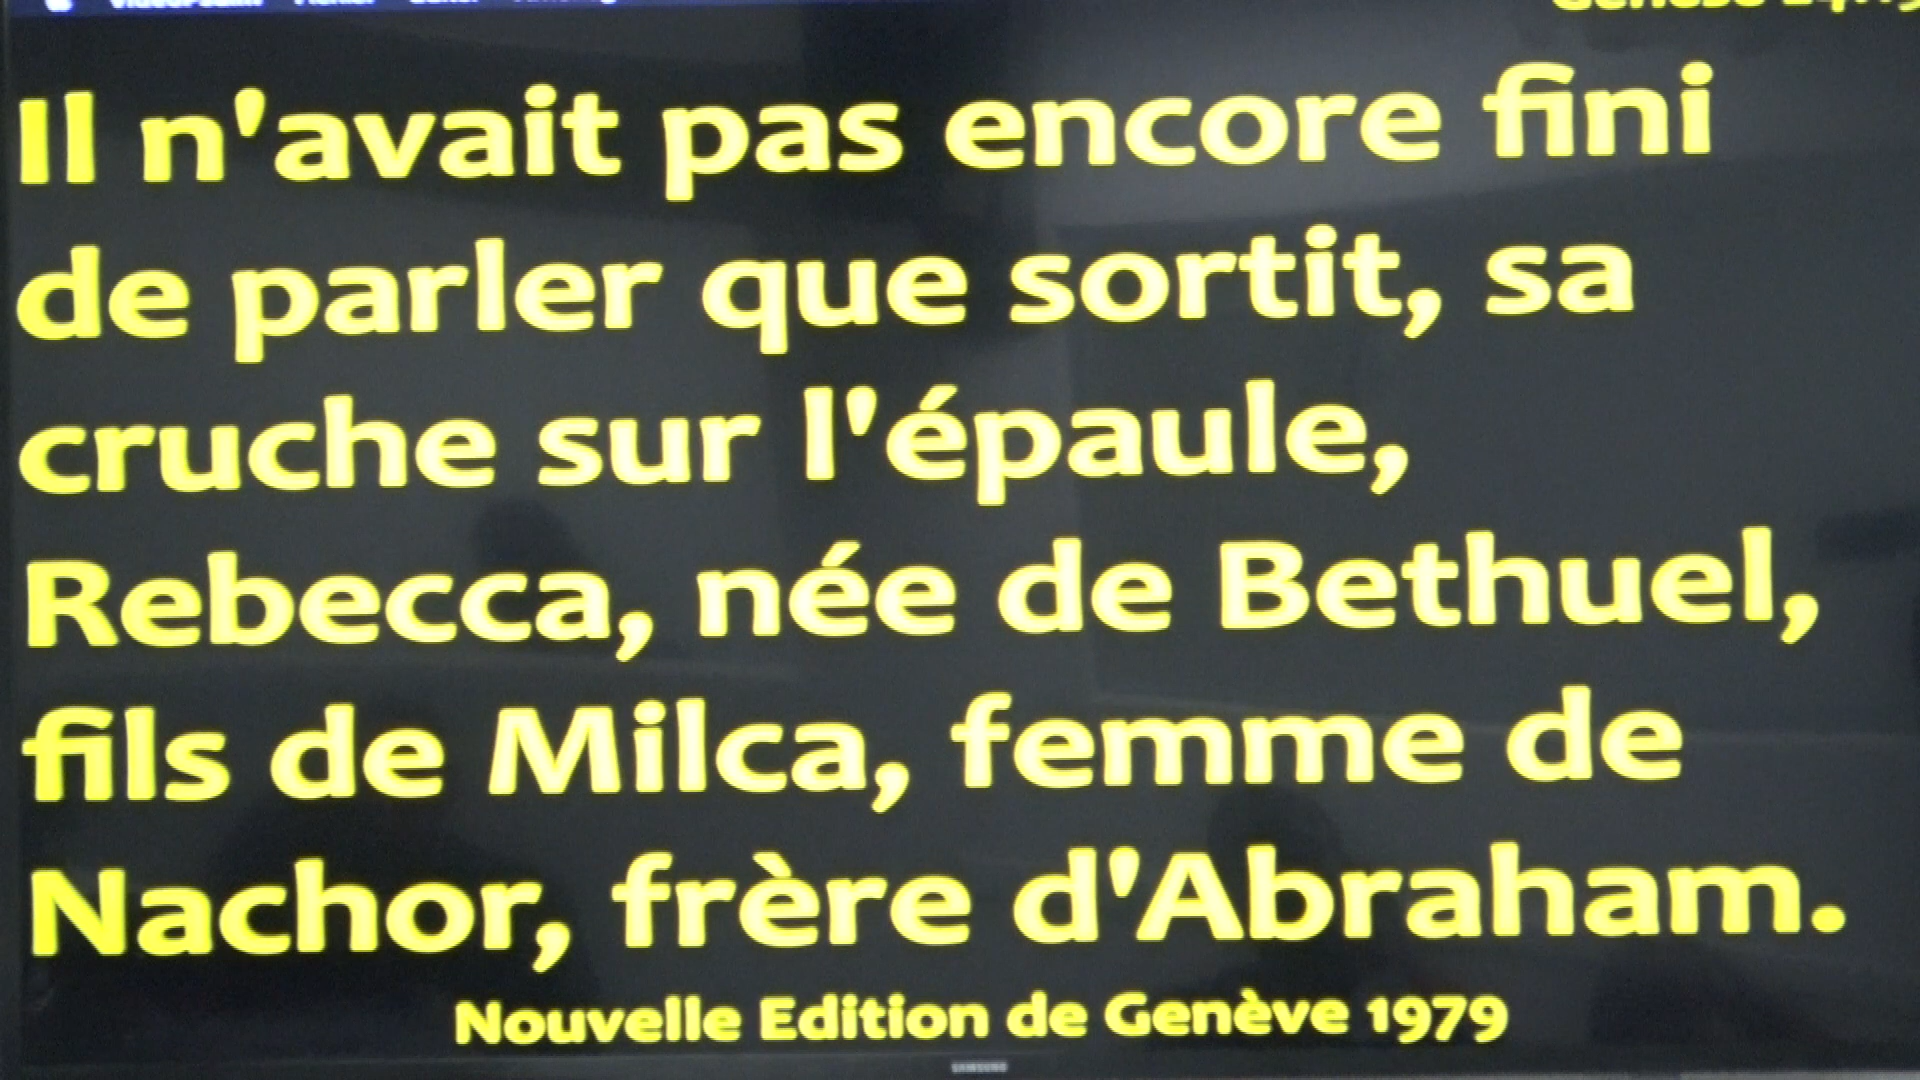 Il n'avait pas encore fini
de parler que sortit, sa
cruche sur l'épaule,
Rebecca, née de Bethuel,
fils de Milca, femme de
Nachor, frère d'Abraham.
Nouvelle Edition de Genève 1979
SAMSUNG